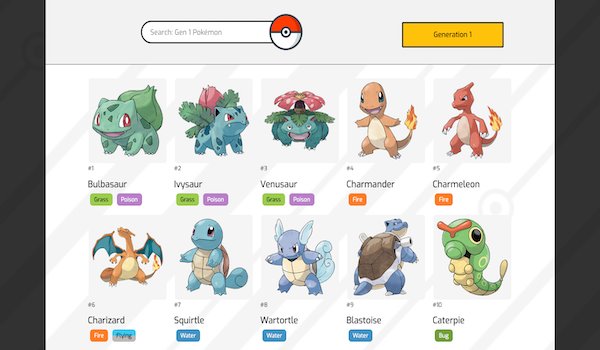 Search: Gen 1 Pokémon
Generation 1
#1 #2 #3 #4 #5
Bulbasaur Ivysaur Venusaur Charmander Charmeleon
Grass Poison Grass Poison Grass Poison Fire Fire
#6 #7 #8 #9 #10
Charizard Squirtle Wartortle Blastoise Caterpie
Fire Flying Water Water Water Bug